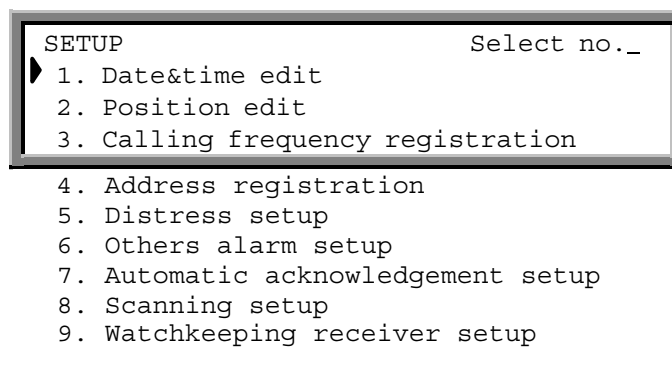 SETUP Select no._
1. Date&time edit
2. Position edit
3. Calling frequency registration
4. Address registration
5. Distress setup
6. Others alarm setup
7. Automatic acknowledgement setup
8. Scanning setup
9. Watchkeeping receiver setup